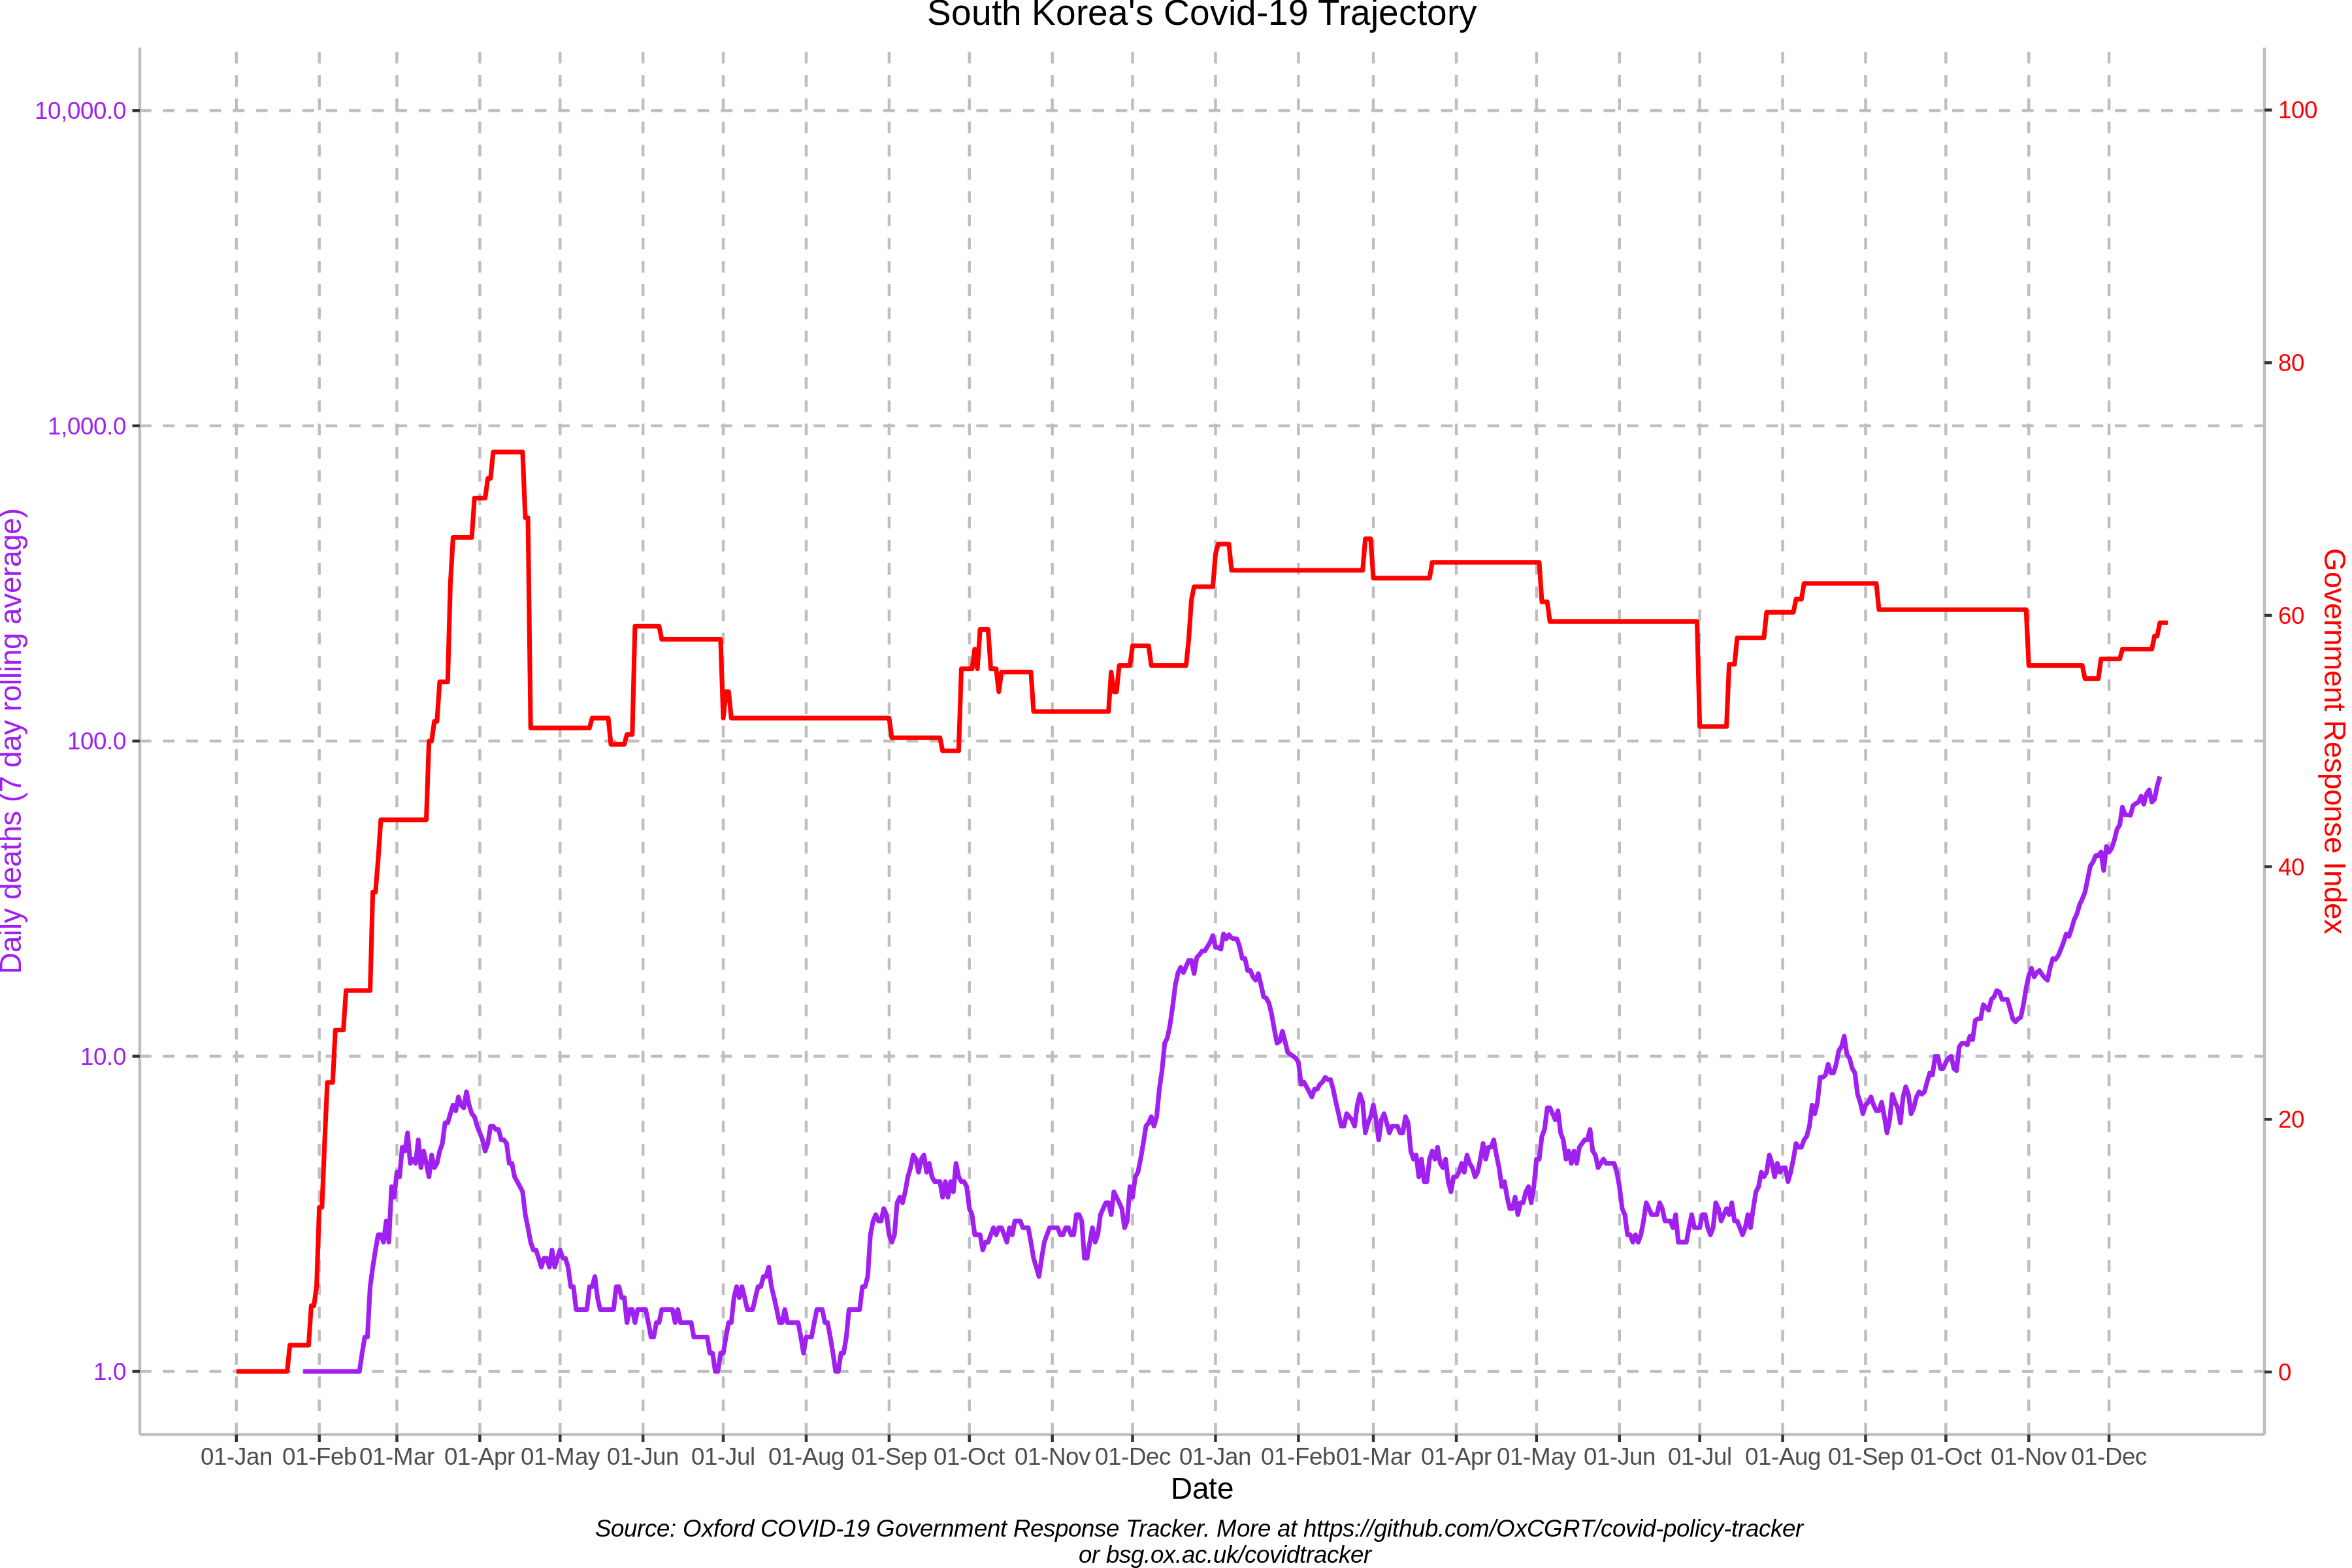 South Korea's Covid-19 Trajectory
10,000.0
1,000.0
100.0
10.0
1.0
Daily deaths (7 day rolling average)
100
80
60
40
20
0
Government Response Index
01-Jan 01-Feb 01-Mar 01-Apr 01-May 01-Jun 01-Jul 01-Aug 01-Sep 01-Oct 01-Nov 01-Dec 01-Jan 01-Feb 01-Mar 01-Apr 01-May 01-Jun 01-Jul 01-Aug 01-Sep 01-Oct 01-Nov 01-Dec
Date
Source: Oxford COVID-19 Government Response Tracker. More at https://github.com/OxCGRT/covid-policy-tracker
or bsg.ox.ac.uk/covidtracker